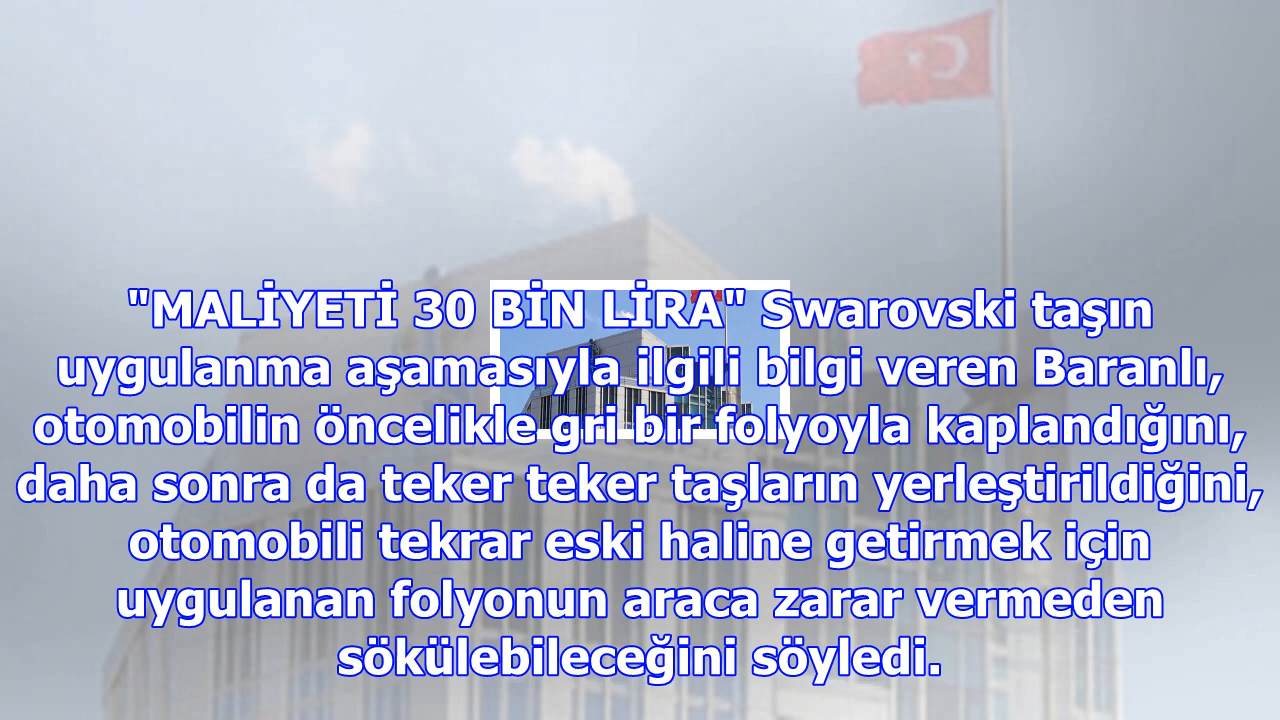 "MALİYETİ 30 BİN LİRA" Swarovski taşın
uygulanma aşamasıyla ilgili bilgi veren Baranlı,
otomobilin öncelikle gri bir folyoyla kaplandığını,
daha sonra da teker teker taşların yerleştirildiğini,
otomobili tekrar eski haline getirmek için
uygulanan folyonun araca zarar vermeden
sökülebileceğini söyledi.